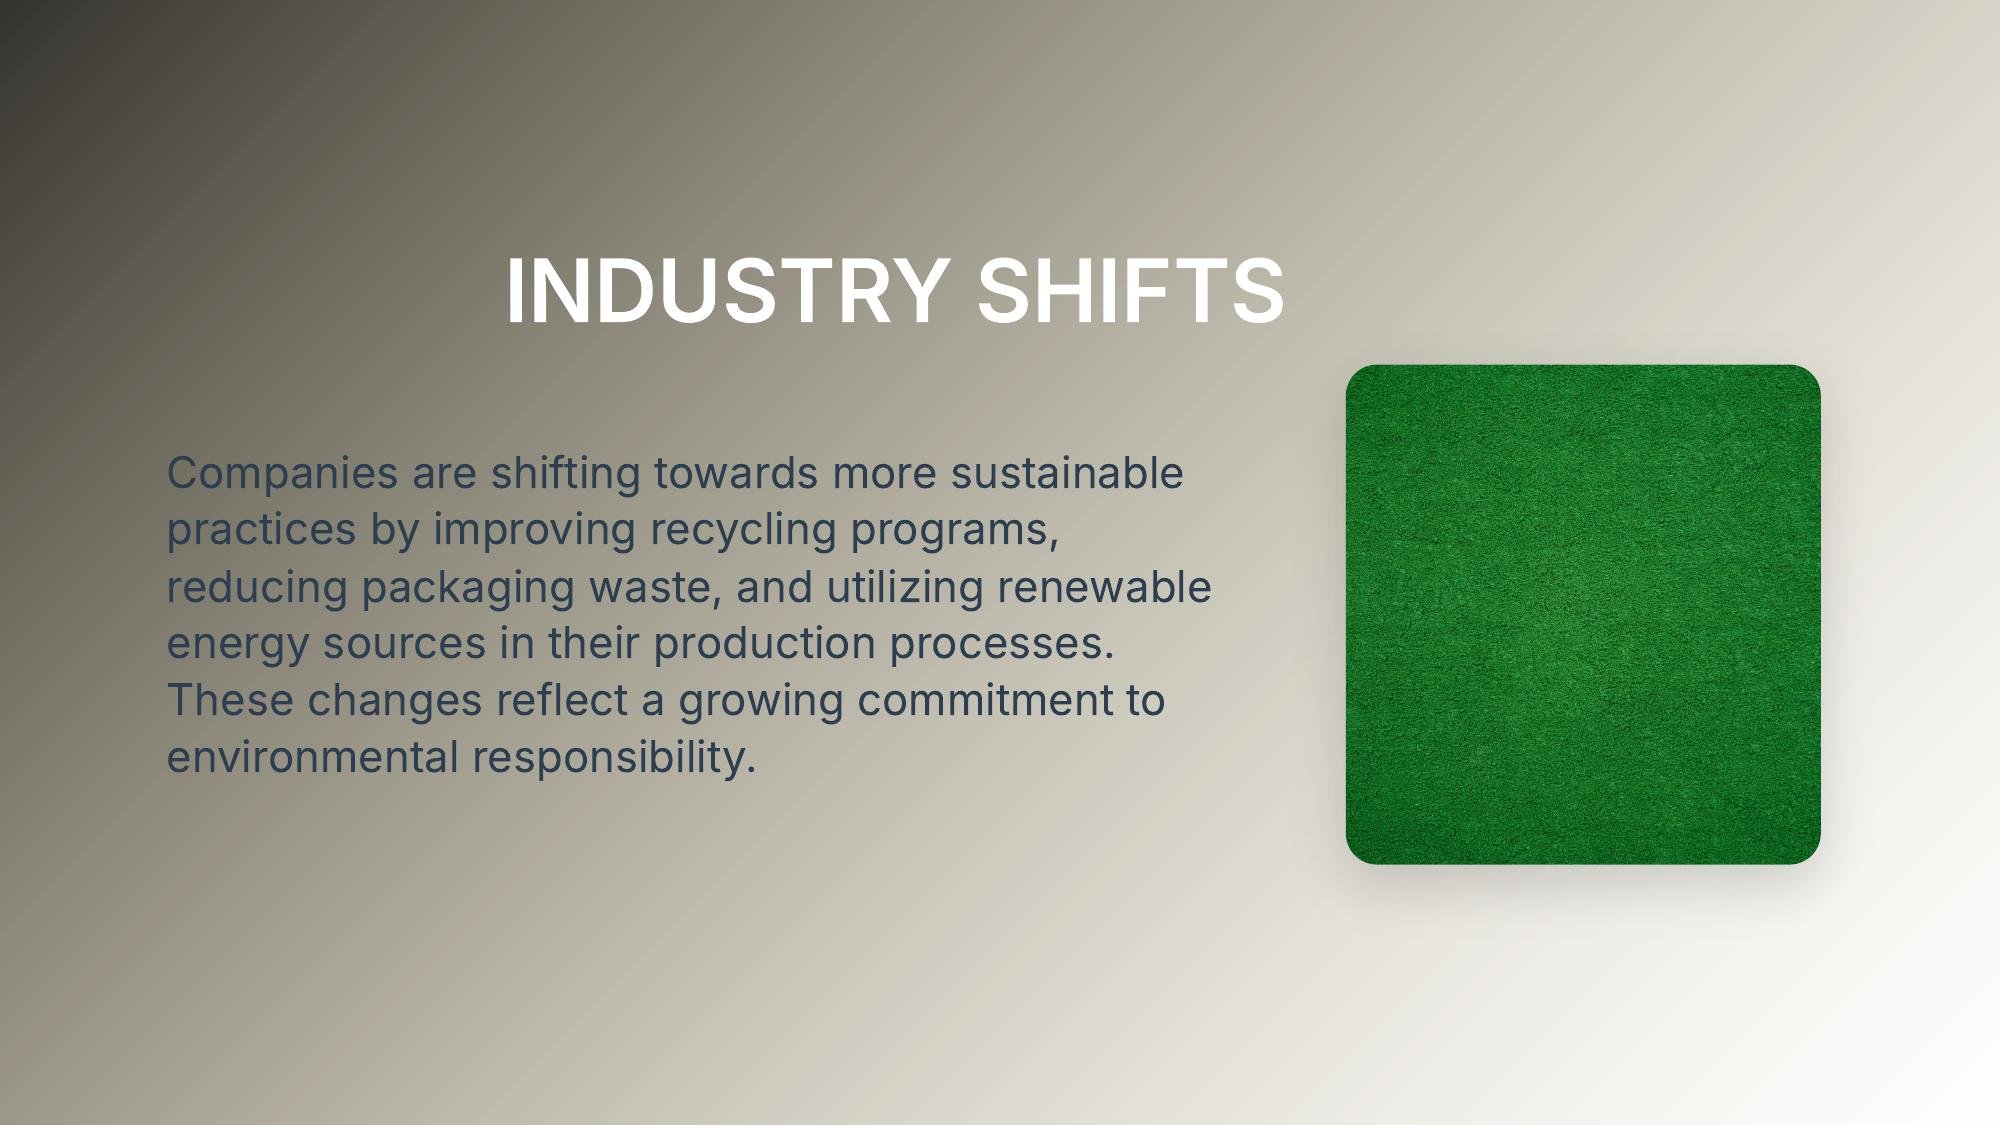 INDUSTRY SHIFTS
Companies are shifting towards more sustainable
practices by improving recycling programs,
reducing packaging waste, and utilizing renewable
energy sources in their production processes.
These changes reflect a growing commitment to
environmental responsibility.